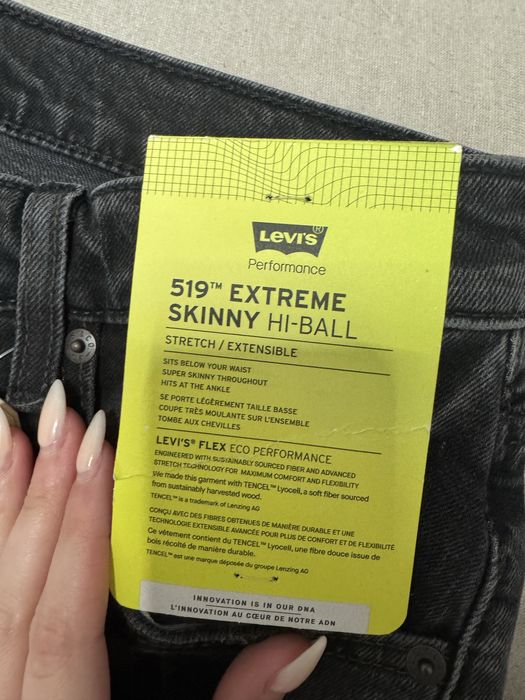 LEVI'S®
Performance
519™ EXTREME
SKINNY HI-BALL
STRETCH / EXTENSIBLE
SITS BELOW YOUR WAIST
SUPER SKINNY THROUGHOUT
HITS AT THE ANKLE
SE PORTE LÉGÈREMENT TAILLE BASSE
COUPE TRÈS MOULANTE SUR L'ENSEMBLE
TOMBE AUX CHEVILLES
LEVI'S® FLEX ECO PERFORMANCE
ENGINEERED WITH SUSTAINABLY SOURCED FIBER AND ADVANCED
STRETCH TECHNOLOGY FOR MAXIMUM COMFORT AND FLEXIBILITY
We made this garment with TENCEL™ Lyocell, a soft fiber sourced
from sustainably harvested wood.
TENCEL™ is a trademark of Lenzing AG
CONÇU AVEC DES FIBRES OBTENUES DE MANIÈRE DURABLE ET UNE
TECHNOLOGIE EXTENSIBLE AVANCÉE POUR PLUS DE CONFORT ET DE FLEXIBILITÉ
Ce vêtement contient du TENCEL™ Lyocell, une fibre douce issue de
bois récolté de manière durable.
TENCEL™ est une marque déposée du groupe Lenzing AG
INNOVATION IS IN OUR DNA
L'INNOVATION AU CŒUR DE NOTRE ADN